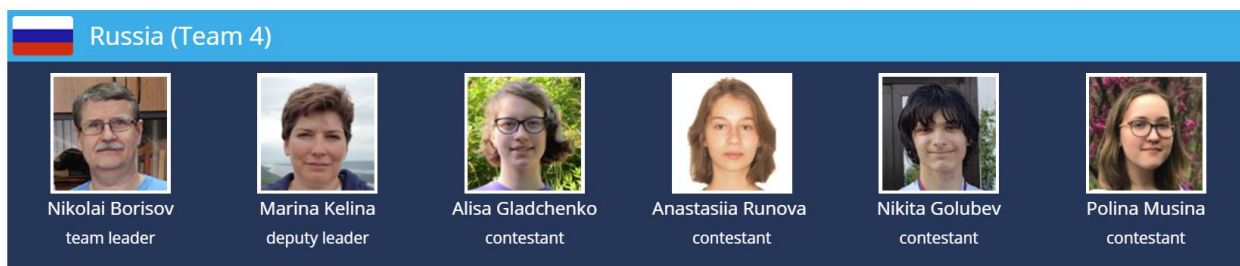 Russia (Team 4)
Nikolai Borisov
team leader
Marina Kelina
deputy leader
Alisa Gladchenko
contestant
Anastasiia Runova
contestant
Nikita Golubev
contestant
Polina Musina
contestant